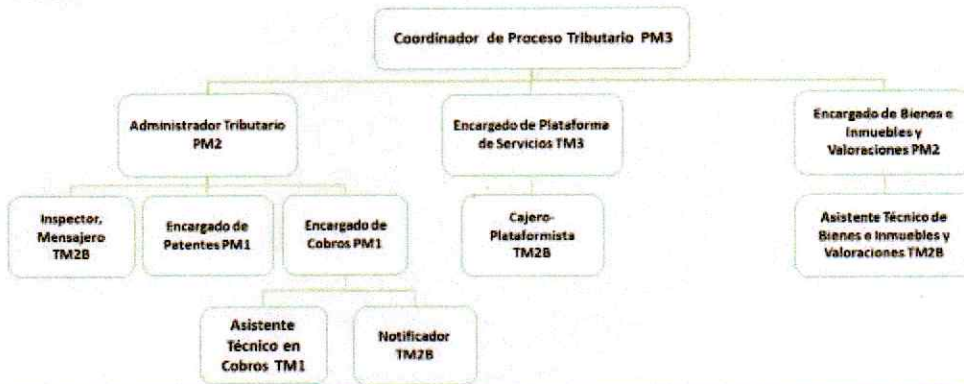 Coordinador de Proceso Tributario PM3
Administrador Tributario
PM2
Encargado de Plataforma
de Servicios TM3
Encargado de Bienes e
Inmuebles y
Valoraciones PM2
Inspector,
Mensajero
TM2B
Encargado de
Patentes PM1
Encargado de
Cobros PM1
Cajero-
Plataformista
TM2B
Asistente Técnico de
Bienes e Inmuebles y
Valoraciones TM2B
Asistente
Técnico en
Cobros TM1
Notificador
TM2B